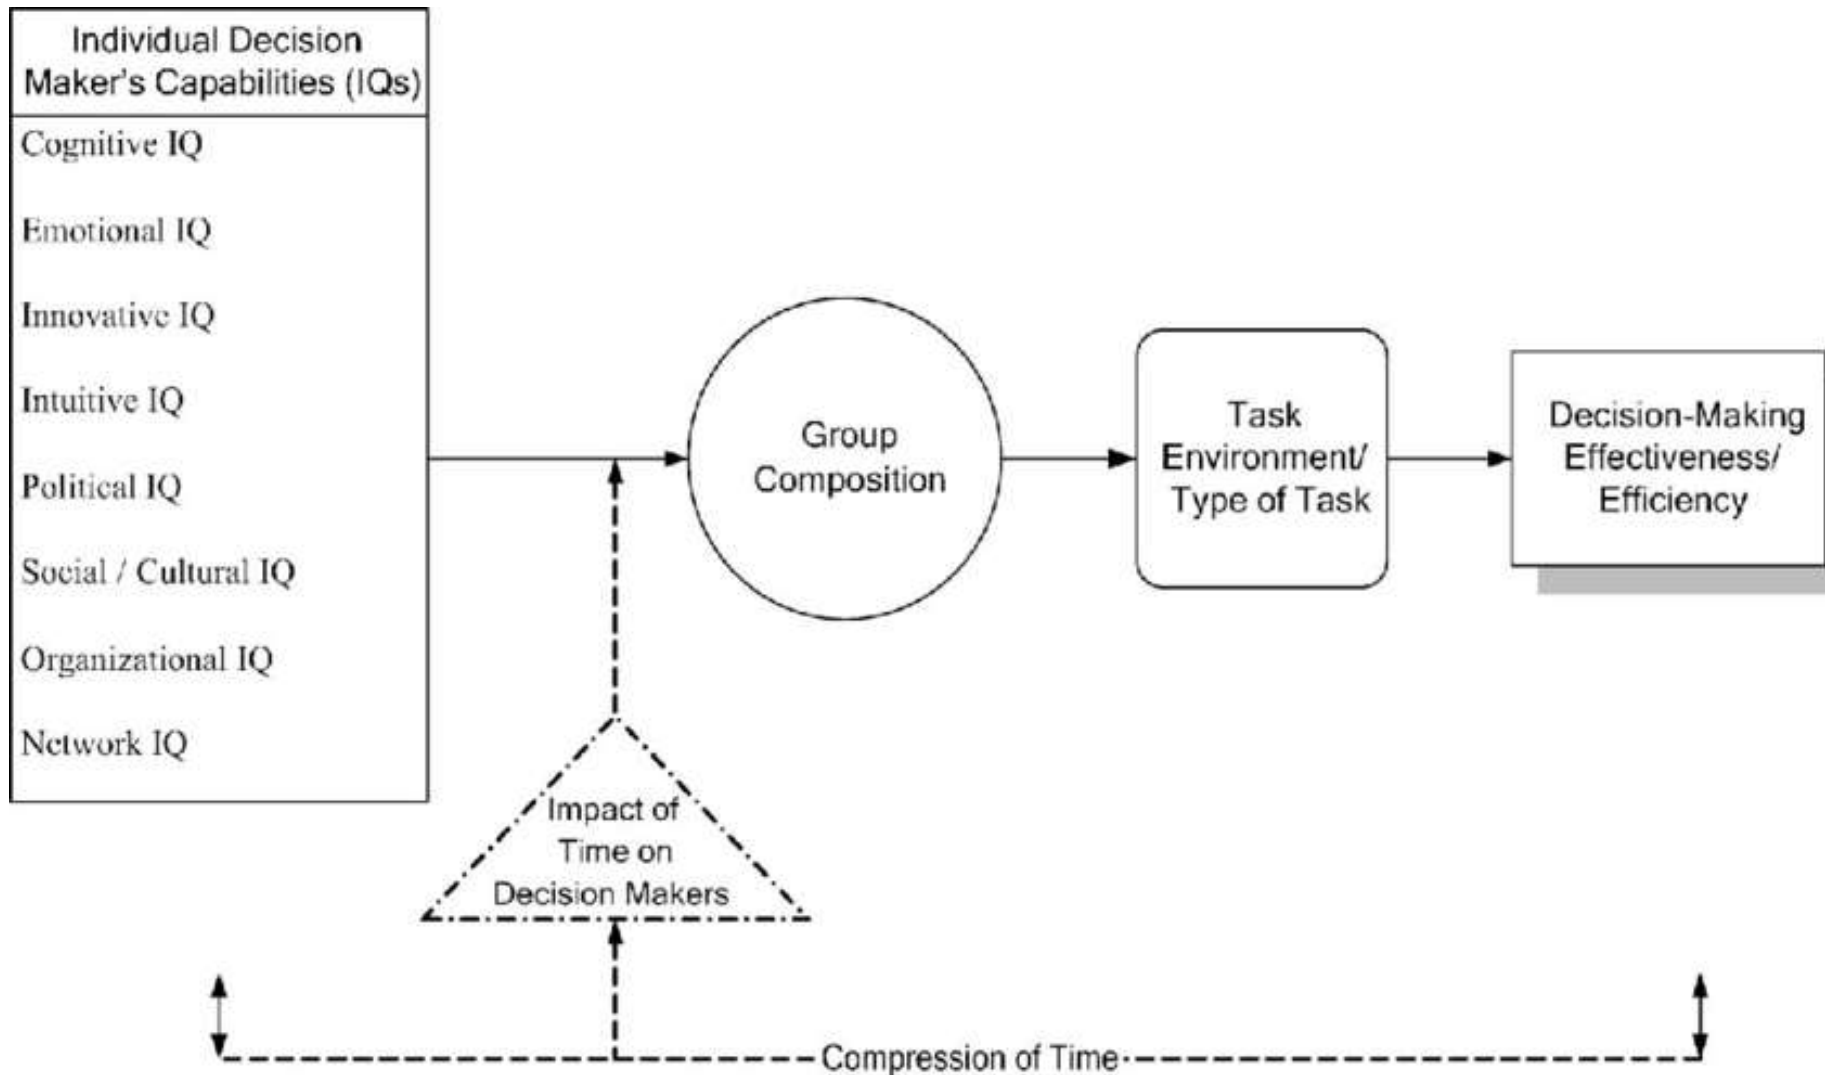 Individual Decision
Maker's Capabilities (IQs)
Cognitive IQ
Emotional IQ
Innovative IQ
Intuitive IQ
Political IQ
Social / Cultural IQ
Organizational IQ
Network IQ
Group
Composition
Task
Environment/
Type of Task
Decision-Making
Effectiveness/
Efficiency
Impact of
Time on
Decision Makers
Compression of Time